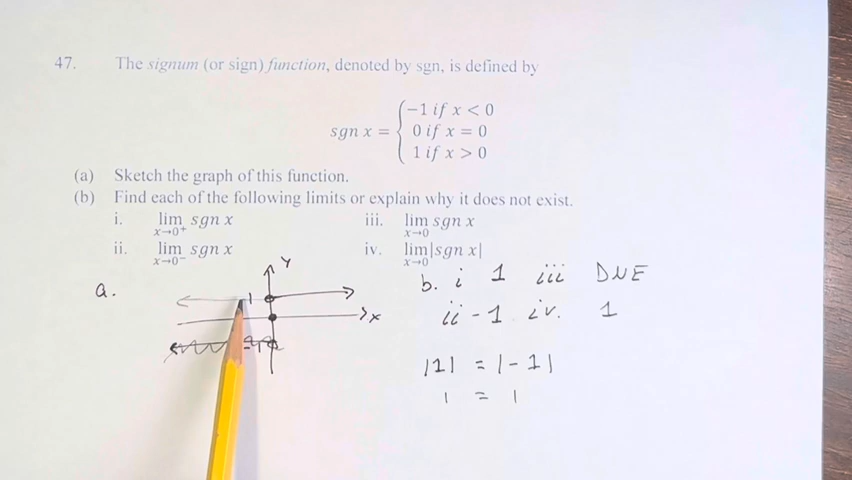 47. The signum (or sign) function, denoted by sgn, is defined by
sgn x = { −1 if x < 0
0 if x = 0
1 if x > 0
(a) Sketch the graph of this function.
(b) Find each of the following limits or explain why it does not exist.
i. lim x→0⁺ sgn x iii. lim x→0 sgn x
ii. lim x→0⁻ sgn x iv. lim x→0 |sgn x|
a. y 1 x
b. i 1 iii DNE
ii -1 iv. 1
|1| = |-1|
1 = 1